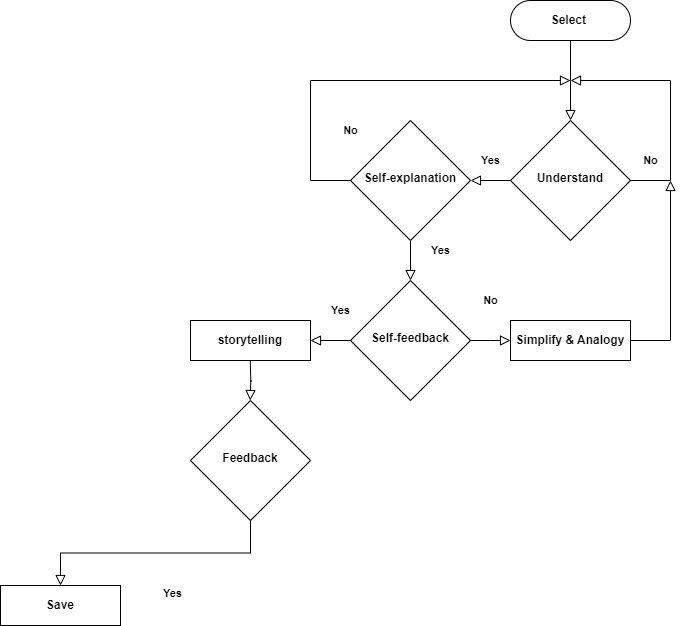 Select
No
Yes
No
Self-explanation
Understand
Yes
Yes
No
storytelling
Self-feedback
Simplify & Analogy
Feedback
Yes
Save